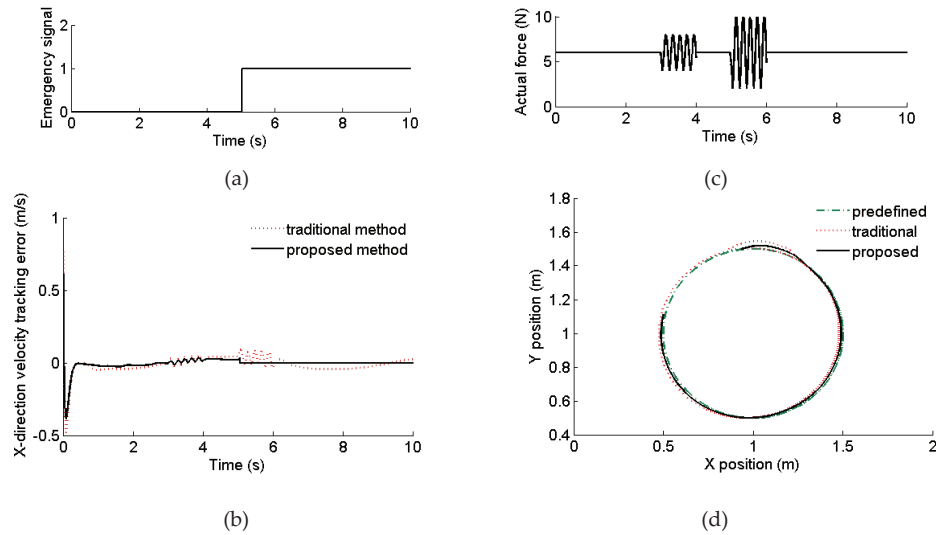 Emergency signal
2
1
0
0 2 4 6 8 10
Time (s)
(a)
Actual force (N)
10
5
0
0 2 4 6 8 10
Time (s)
(c)
X-direction velocity tracking error (m/s)
1
0.5
0
-0.5
0 2 4 6 8 10
Time (s)
traditional method
proposed method
(b)
Y position (m)
1.8
1.6
1.4
1.2
1
0.8
0.6
0.4
0 0.5 1 1.5 2
X position (m)
predefined
traditional
proposed
(d)